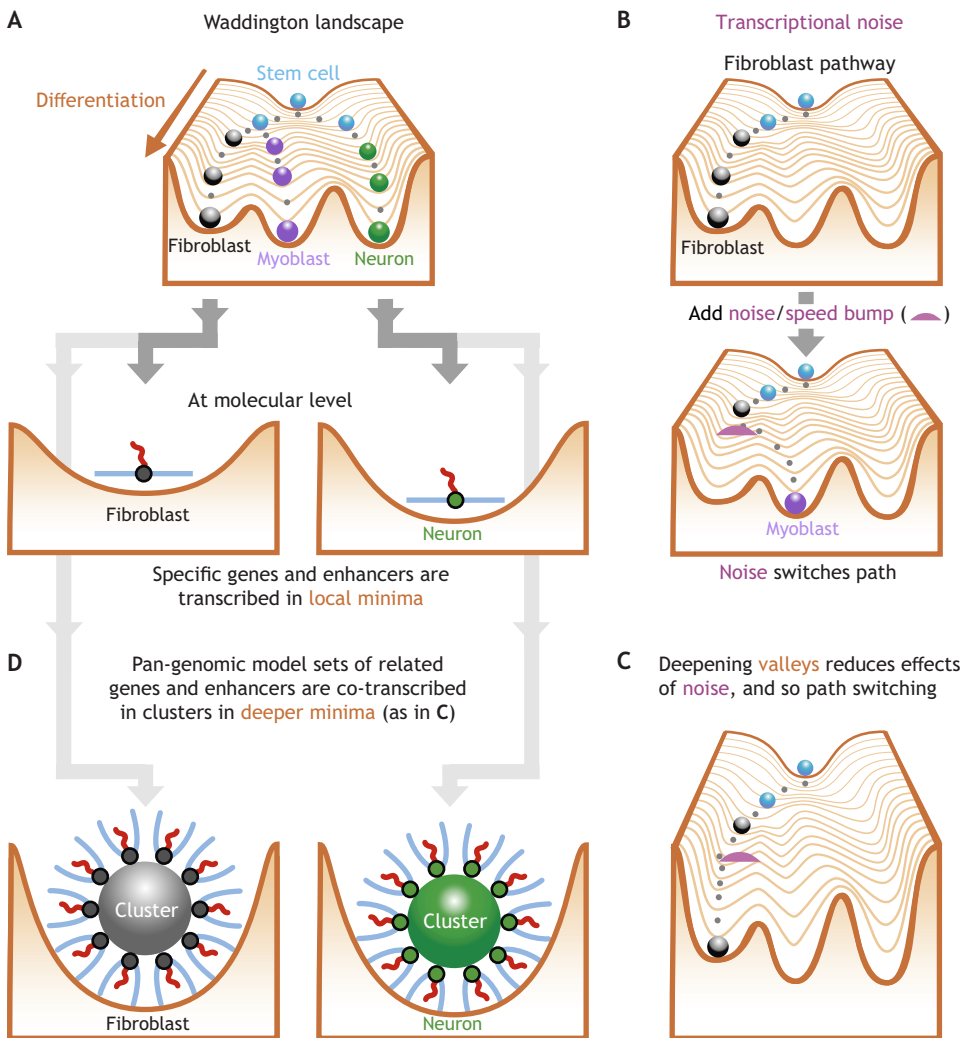 A
Waddington landscape
Stem cell
Differentiation
Fibroblast
Myoblast
Neuron
At molecular level
Fibroblast
Neuron
Specific genes and enhancers are
transcribed in local minima
B
Transcriptional noise
Fibroblast pathway
Fibroblast
Add noise/speed bump ( )
Myoblast
Noise switches path
C
Deepening valleys reduces effects
of noise, and so path switching
D
Pan-genomic model sets of related
genes and enhancers are co-transcribed
in clusters in deeper minima (as in C)
Cluster
Fibroblast
Cluster
Neuron